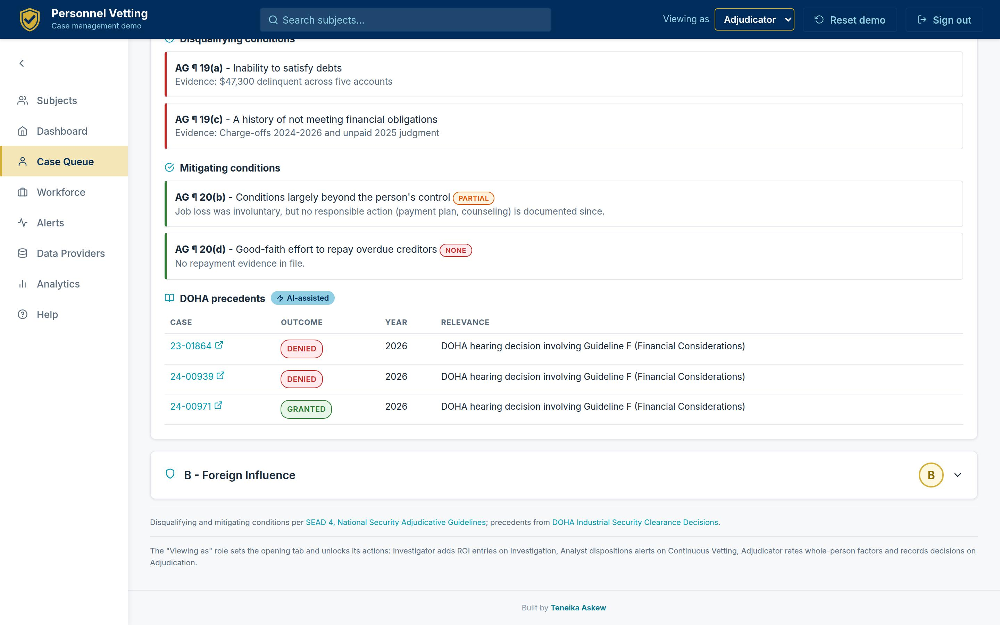 Personnel Vetting
Case management demo
Search subjects...
Viewing as
Adjudicator
Reset demo
Sign out
Subjects
Dashboard
Case Queue
Workforce
Alerts
Data Providers
Analytics
Help
Disqualifying conditions
AG ¶ 19(a) - Inability to satisfy debts
Evidence: $47,300 delinquent across five accounts
AG ¶ 19(c) - A history of not meeting financial obligations
Evidence: Charge-offs 2024-2026 and unpaid 2025 judgment
Mitigating conditions
AG ¶ 20(b) - Conditions largely beyond the person's control PARTIAL
Job loss was involuntary, but no responsible action (payment plan, counseling) is documented since.
AG ¶ 20(d) - Good-faith effort to repay overdue creditors NONE
No repayment evidence in file.
DOHA precedents AI-assisted
CASE OUTCOME YEAR RELEVANCE
23-01864 DENIED 2026 DOHA hearing decision involving Guideline F (Financial Considerations)
24-00939 DENIED 2026 DOHA hearing decision involving Guideline F (Financial Considerations)
24-00971 GRANTED 2026 DOHA hearing decision involving Guideline F (Financial Considerations)
B - Foreign Influence B
Disqualifying and mitigating conditions per SEAD 4, National Security Adjudicative Guidelines; precedents from DOHA Industrial Security Clearance Decisions.
The "Viewing as" role sets the opening tab and unlocks its actions: Investigator adds ROI entries on Investigation, Analyst dispositions alerts on Continuous Vetting, Adjudicator rates whole-person factors and records decisions on
Adjudication.
Built by Teneika Askew